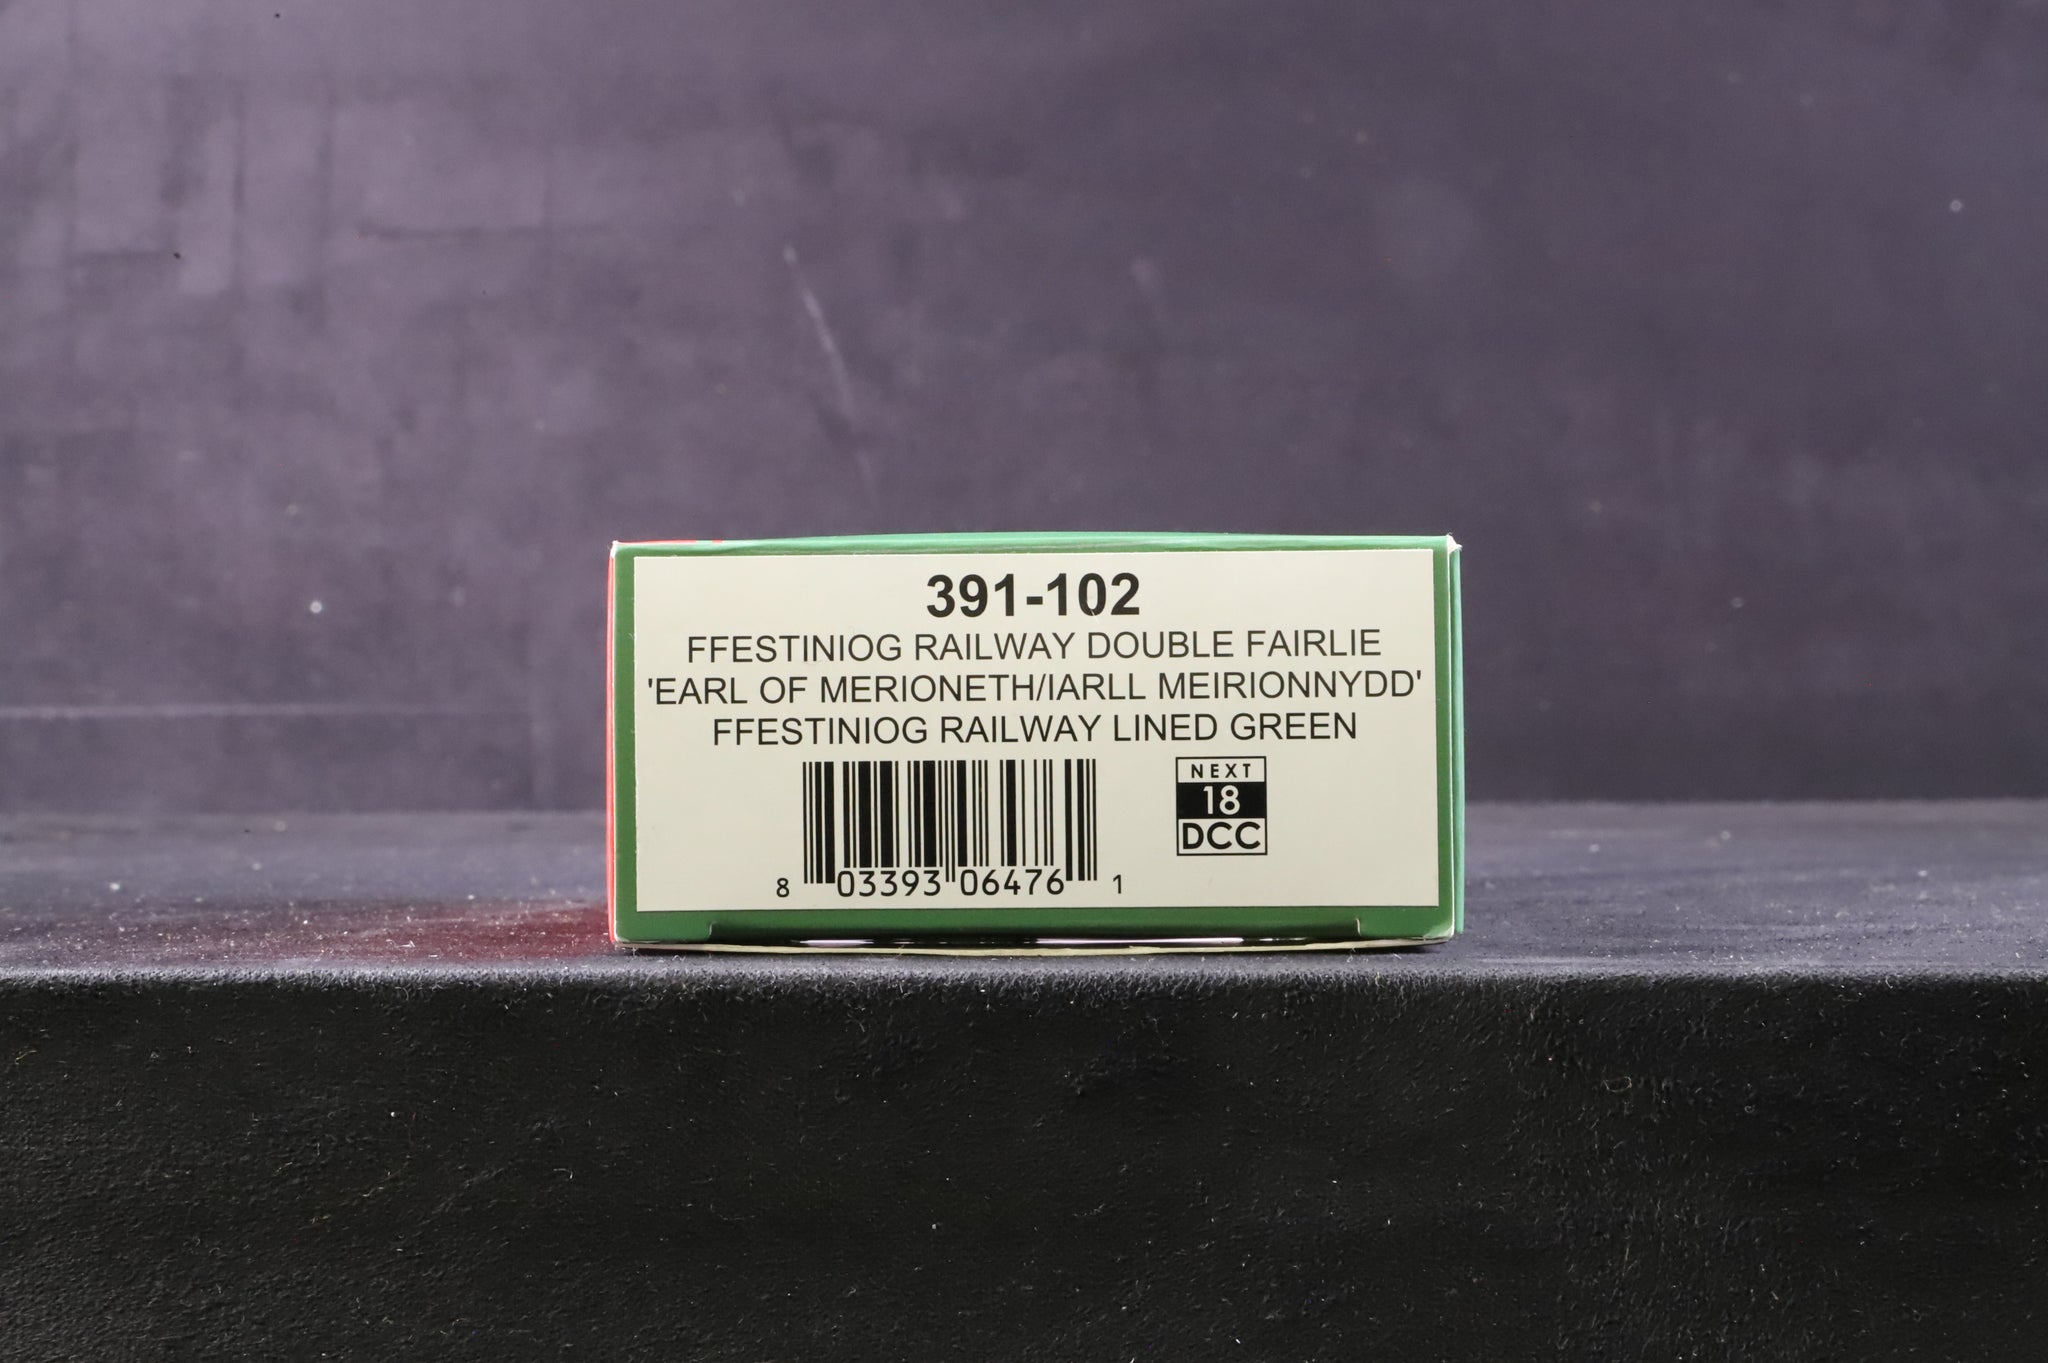 391-102
FFESTINIOG RAILWAY DOUBLE FAIRLIE
'EARL OF MERIONETH/IARLL MEIRIONNYDD'
FFESTINIOG RAILWAY LINED GREEN
NEXT
18
DCC
8 03393 06476 1